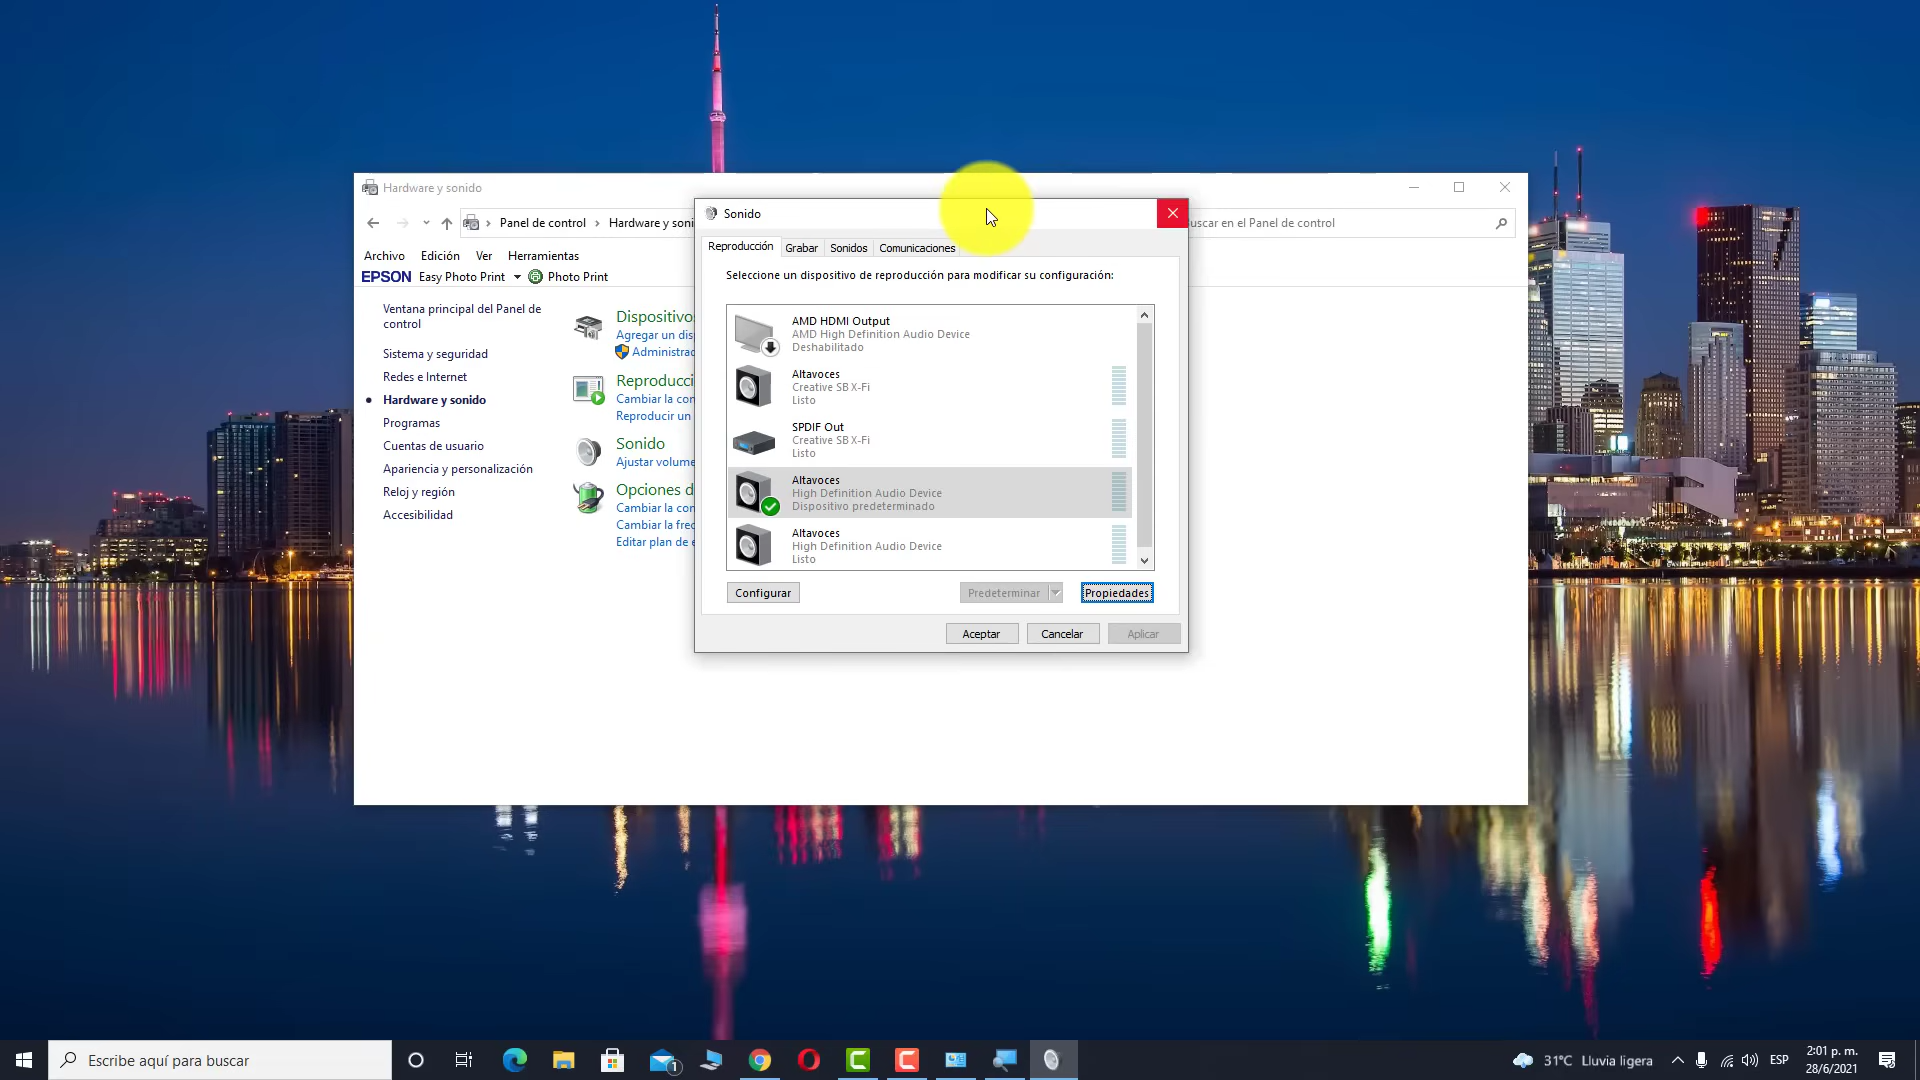 Hardware y sonido
Panel de control
Hardware y soni
uscar en el Panel de control
Archivo Edición Ver Herramientas
EPSON Easy Photo Print Photo Print
Ventana principal del Panel de
control
Sistema y seguridad
Redes e Internet
Hardware y sonido
Programas
Cuentas de usuario
Apariencia y personalización
Reloj y región
Accesibilidad
Dispositivo
Agregar un dis
Administrac
Reproducci
Cambiar la con
Reproducir un
Sonido
Ajustar volume
Opciones d
Cambiar la con
Cambiar la frec
Editar plan de e
Sonido
Reproducción Grabar Sonidos Comunicaciones
Seleccione un dispositivo de reproducción para modificar su configuración:
AMD HDMI Output
AMD High Definition Audio Device
Deshabilitado
Altavoces
Creative SB X-Fi
Listo
SPDIF Out
Creative SB X-Fi
Listo
Altavoces
High Definition Audio Device
Dispositivo predeterminado
Altavoces
High Definition Audio Device
Listo
Configurar Predeterminar Propiedades
Aceptar Cancelar Aplicar
Escribe aquí para buscar
1
31°C Lluvia ligera
ESP
2:01 p. m.
28/6/2021